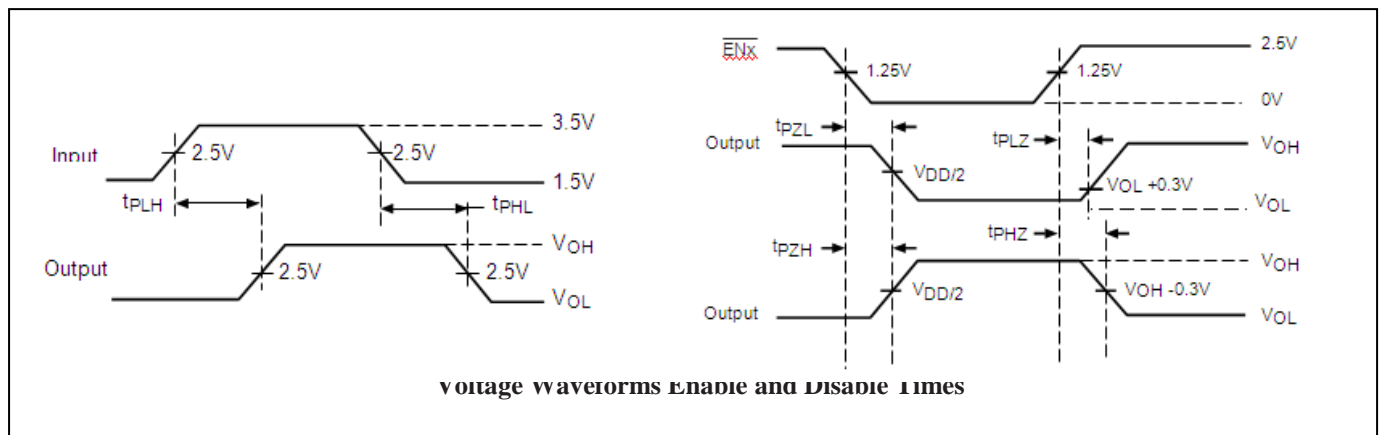 Input
2.5V
2.5V
3.5V
1.5V
tPLH
tPHL
Output
2.5V
2.5V
VOH
VOL
ENx
1.25V
1.25V
2.5V
0V
Output
tPZL
VDD/2
tPLZ
VOL +0.3V
VOH
VOL
tPZH
Output
VDD/2
tPHZ
VOH -0.3V
VOH
VOL
Voltage Waveforms Enable and Disable Times